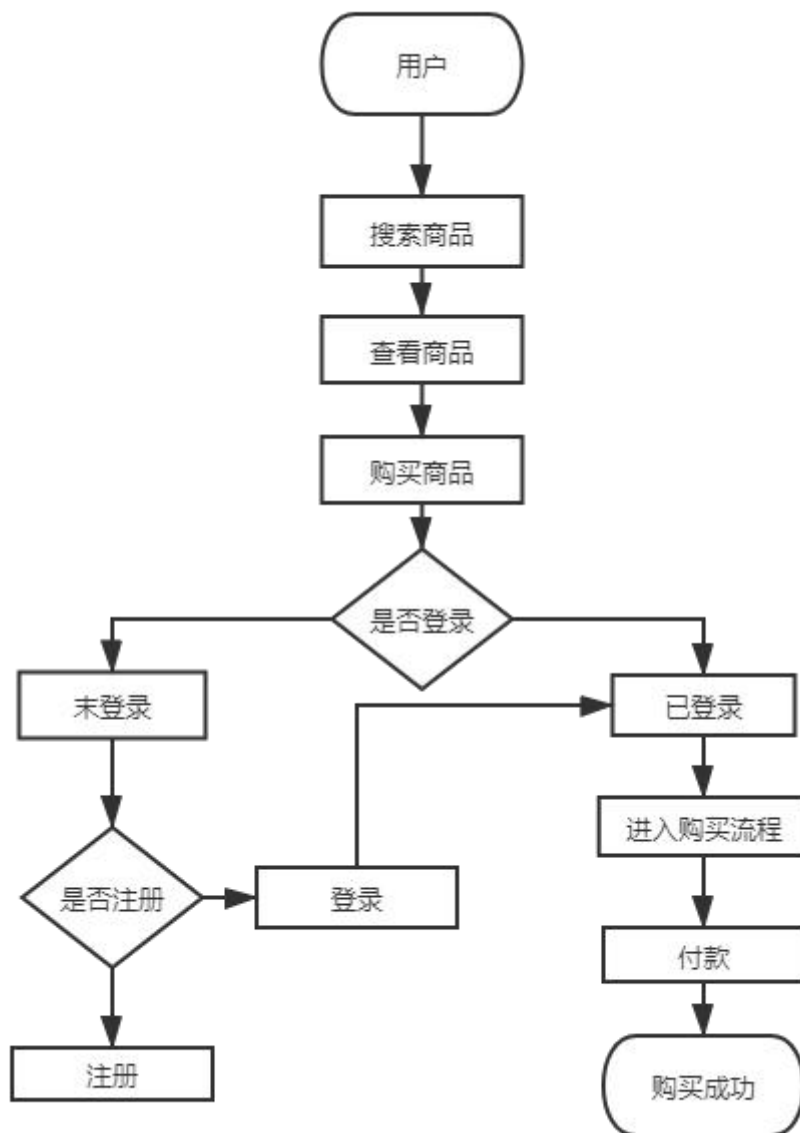 用户
搜索商品
查看商品
购买商品
是否登录
末登录
已登录
进入购买流程
是否注册
登录
付款
注册
购买成功